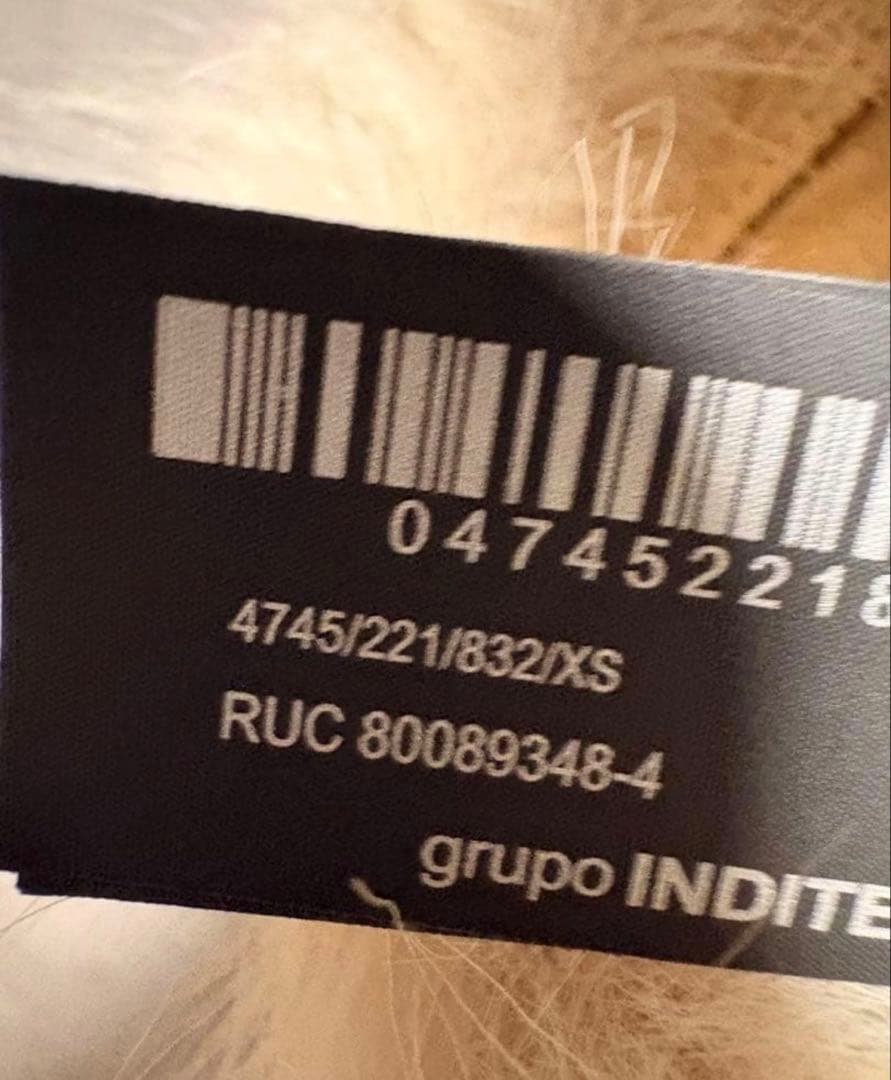 047452218
4745/221/832/XS
RUC 80089348-4
grupo INDITE